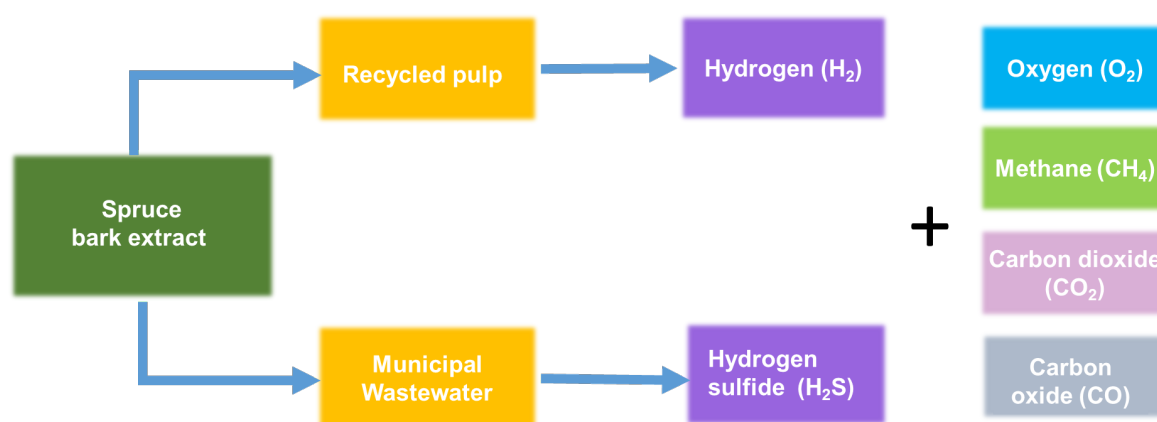 Spruce
bark extract
Recycled pulp
Hydrogen (H₂)
Municipal
Wastewater
Hydrogen
sulfide (H₂S)
+
Oxygen (O₂)
Methane (CH₄)
Carbon dioxide
(CO₂)
Carbon
oxide (CO)